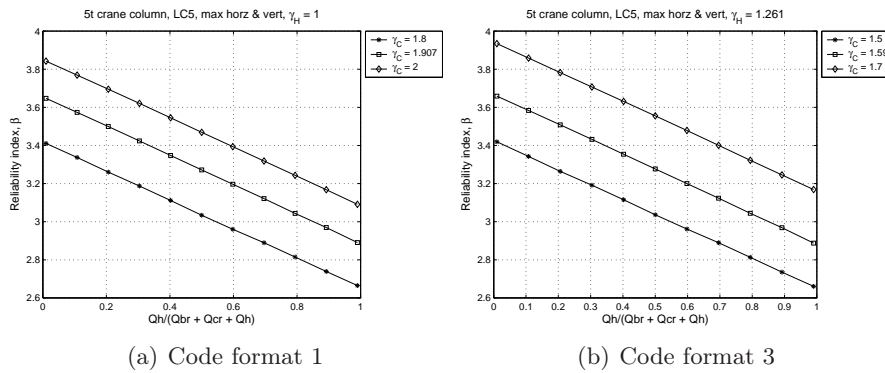 5t crane column, LC5, max horz & vert, γH = 1
4
3.8
3.6
3.4
3.2
3
2.8
2.6
Reliability index, β
0 0.2 0.4 0.6 0.8 1
Qh/(Qbr + Qcr + Qh)
γC = 1.8
γC = 1.907
γC = 2
(a) Code format 1
5t crane column, LC5, max horz & vert, γH = 1.261
4
3.8
3.6
3.4
3.2
3
2.8
2.6
Reliability index, β
0 0.1 0.2 0.3 0.4 0.5 0.6 0.7 0.8 0.9 1
Qh/(Qbr + Qcr + Qh)
γC = 1.5
γC = 1.59
γC = 1.7
(b) Code format 3